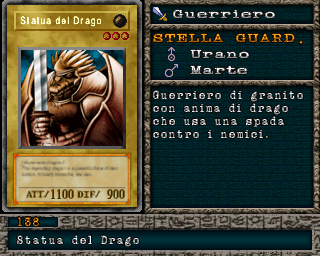 Statua del Drago
ATT/1100 DIF/ 900
Guerriero
STELLA GUARD.
Urano
Marte
Guerriero di granito
con anima di drago
che usa una spada
contro i nemici.
138
Statua del Drago